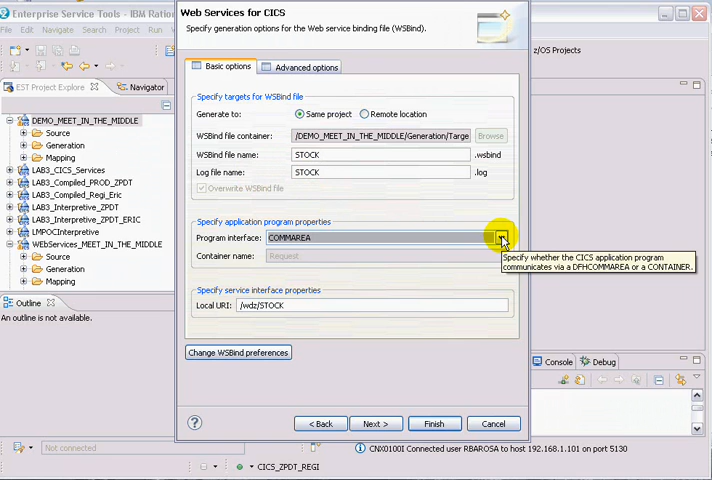 Enterprise Service Tools - IBM Ration
File Edit Navigate Search Project Run
EST Project Explore
Navigator
DEMO_MEET_IN_THE_MIDDLE
Source
Generation
Mapping
LAB3_CICS_Services
LAB3_Compiled_PROD_ZPDT
LAB3_Compiled_Regi_Eric
LAB3_Interpretive_ZPDT
LAB3_Interpretive_ZPDT_ERIC
LMPOCInterpretive
WEBServices_MEET_IN_THE_MIDDLE
Source
Generation
Mapping
Outline
An outline is not available.
Web Services for CICS
Specify generation options for the Web service binding file (WSBind).
Basic options
Advanced options
Specify targets for WSBind file
Generate to: Same project Remote location
WSBind file container: /DEMO_MEET_IN_THE_MIDDLE/Generation/Targe Browse
WSBind file name: STOCK .wsbind
Log file name: STOCK .log
Overwrite WSBind file
Specify application program properties
Program interface: COMMAREA
Container name: Request
Specify whether the CICS application program
communicates via a DFHCOMMAREA or a CONTAINER.
Specify service interface properties
Local URI: /wdz/STOCK
Change WSBind preferences
? < Back Next > Finish Cancel
z/OS Projects
Console Debug
Not connected
CNX0100I Connected user RBAROSA to host 192.168.1.101 on port 5130
CICS_ZPDT_REGI